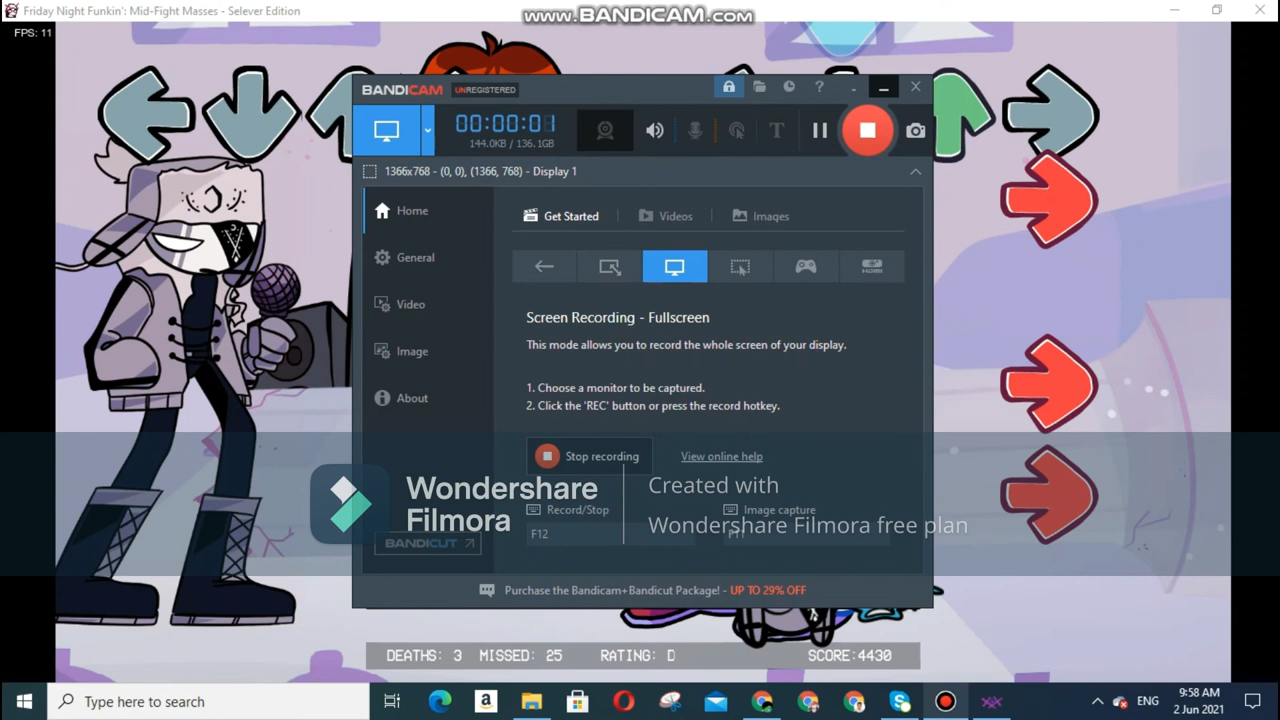 Friday Night Funkin': Mid-Fight Masses - Selever Edition
www.BANDICAM.com
FPS: 11
BANDICAM UNREGISTERED
00:00:0
144.0KB / 136.1GB
1366x768 - (0, 0), (1366, 768) - Display 1
Home
General
Video
Image
About
Get Started
Videos
Images
Screen Recording - Fullscreen
This mode allows you to record the whole screen of your display.
1. Choose a monitor to be captured.
2. Click the 'REC' button or press the record hotkey.
Stop recording
View online help
Wondershare
Filmora
Created with
Wondershare Filmora free plan
Record/Stop
Image capture
F12
BANDICUT
Purchase the Bandicam+Bandicut Package! - UP TO 29% OFF
DEATHS: 3 MISSED: 25 RATING: D SCORE:4430
Type here to search
ENG
9:58 AM
2 Jun 2021